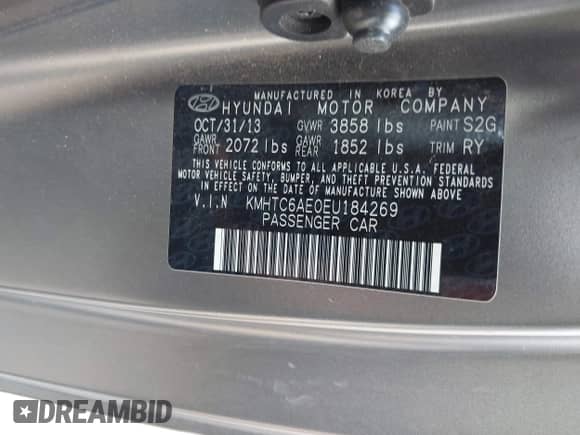 MANUFACTURED IN KOREA BY
HYUNDAI MOTOR COMPANY
OCT/31/13 GVWR 3858 lbs PAINT S2G
GAWR FRONT 2072 lbs GAWR REAR 1852 lbs TRIM RY
THIS VEHICLE CONFORMS TO ALL APPLICABLE U.S.A. FEDERAL
MOTOR VEHICLE SAFETY, BUMPER, AND THEFT PREVENTION STANDARDS
IN EFFECT ON THE DATE OF MANUFACTURE SHOWN ABOVE
V.I.N KMHTC6AE0EU184269
PASSENGER CAR
DREAMBID